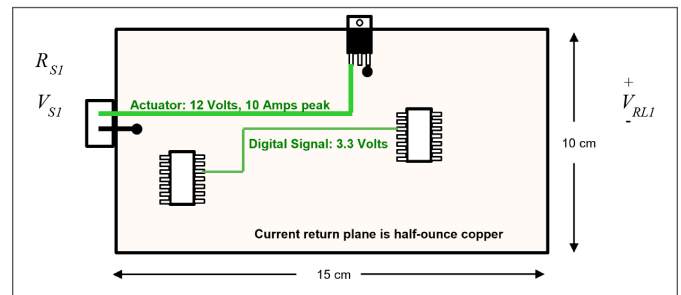 R_S1
V_S1
Actuator: 12 Volts, 10 Amps peak
Digital Signal: 3.3 Volts
Current return plane is half-ounce copper
+
V_RL1
-
10 cm
15 cm